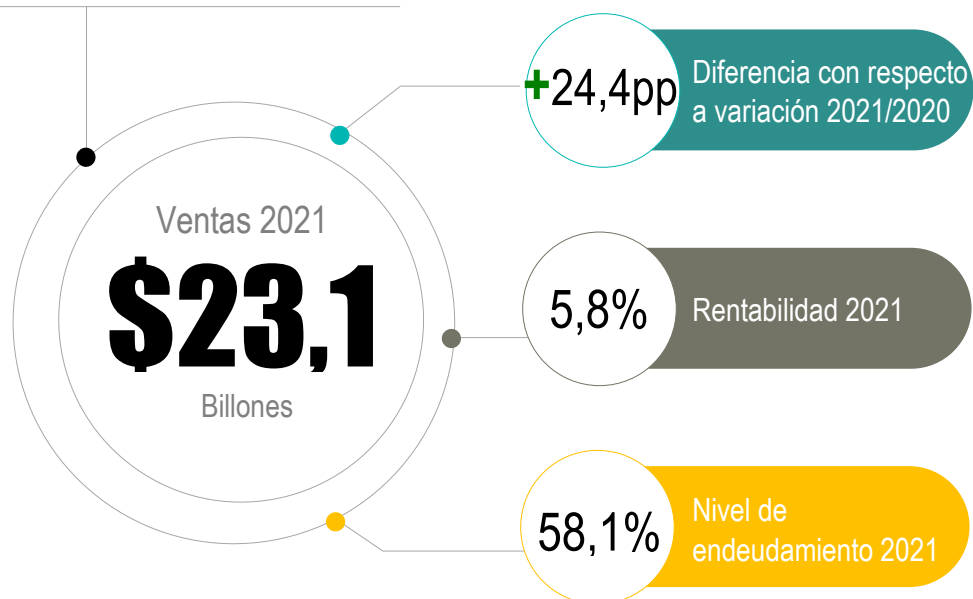 Ventas 2021
$23,1
Billones
+24,4pp
Diferencia con respecto
a variación 2021/2020
5,8%
Rentabilidad 2021
58,1%
Nivel de
endeudamiento 2021